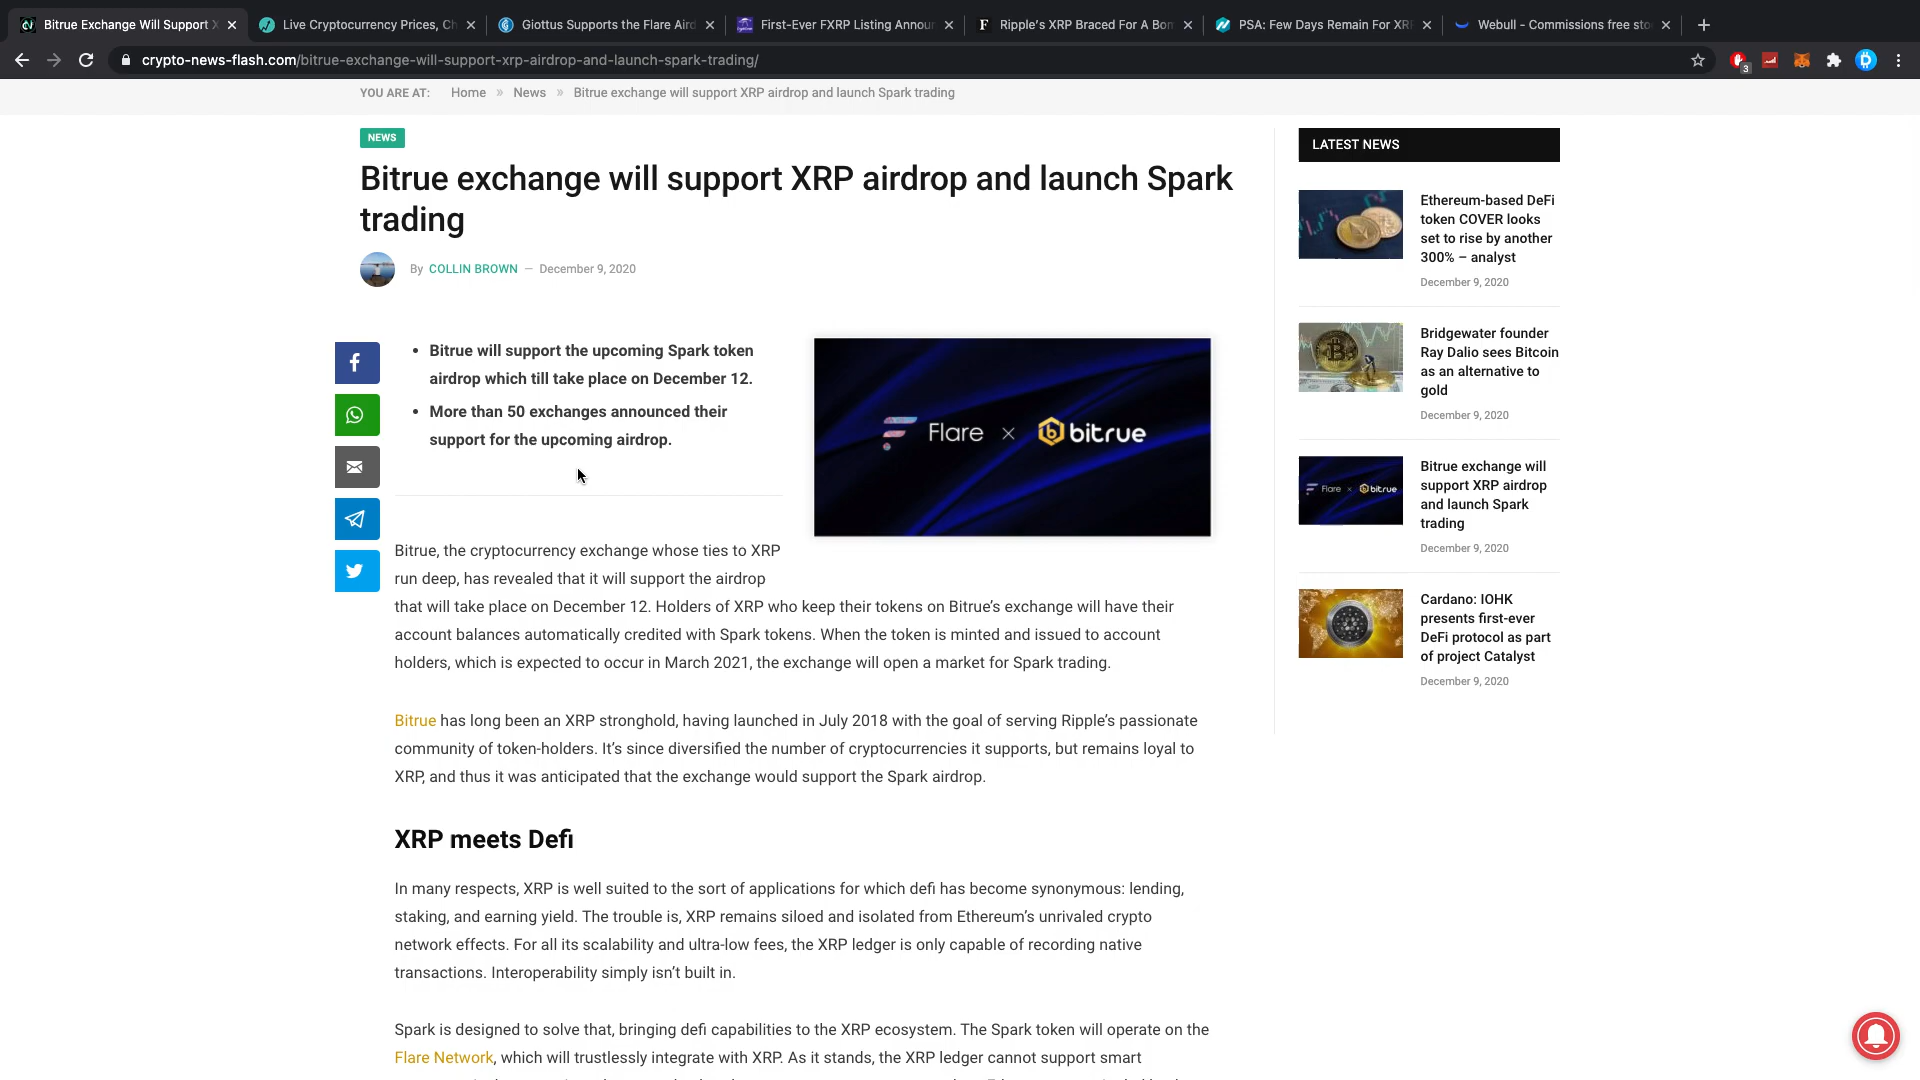 Bitrue Exchange Will Support X
Live Cryptocurrency Prices, Ch
Giottus Supports the Flare Aird
First-Ever FXRP Listing Announ
Ripple's XRP Braced For A Bom
PSA: Few Days Remain For XRP
Webull - Commissions free sto
crypto-news-flash.com/bitrue-exchange-will-support-xrp-airdrop-and-launch-spark-trading/
3
YOU ARE AT: Home » News » Bitrue exchange will support XRP airdrop and launch Spark trading
NEWS
Bitrue exchange will support XRP airdrop and launch Spark
trading
By COLLIN BROWN — December 9, 2020
• Bitrue will support the upcoming Spark token
airdrop which till take place on December 12.
• More than 50 exchanges announced their
support for the upcoming airdrop.
Flare × bitrue
Bitrue, the cryptocurrency exchange whose ties to XRP
run deep, has revealed that it will support the airdrop
that will take place on December 12. Holders of XRP who keep their tokens on Bitrue's exchange will have their
account balances automatically credited with Spark tokens. When the token is minted and issued to account
holders, which is expected to occur in March 2021, the exchange will open a market for Spark trading.
Bitrue has long been an XRP stronghold, having launched in July 2018 with the goal of serving Ripple's passionate
community of token-holders. It's since diversified the number of cryptocurrencies it supports, but remains loyal to
XRP, and thus it was anticipated that the exchange would support the Spark airdrop.
XRP meets Defi
In many respects, XRP is well suited to the sort of applications for which defi has become synonymous: lending,
staking, and earning yield. The trouble is, XRP remains siloed and isolated from Ethereum's unrivaled crypto
network effects. For all its scalability and ultra-low fees, the XRP ledger is only capable of recording native
transactions. Interoperability simply isn't built in.
Spark is designed to solve that, bringing defi capabilities to the XRP ecosystem. The Spark token will operate on the
Flare Network, which will trustlessly integrate with XRP. As it stands, the XRP ledger cannot support smart
LATEST NEWS
Ethereum-based DeFi
token COVER looks
set to rise by another
300% – analyst
December 9, 2020
Bridgewater founder
Ray Dalio sees Bitcoin
as an alternative to
gold
December 9, 2020
Flare × bitrue
Bitrue exchange will
support XRP airdrop
and launch Spark
trading
December 9, 2020
Cardano: IOHK
presents first-ever
DeFi protocol as part
of project Catalyst
December 9, 2020